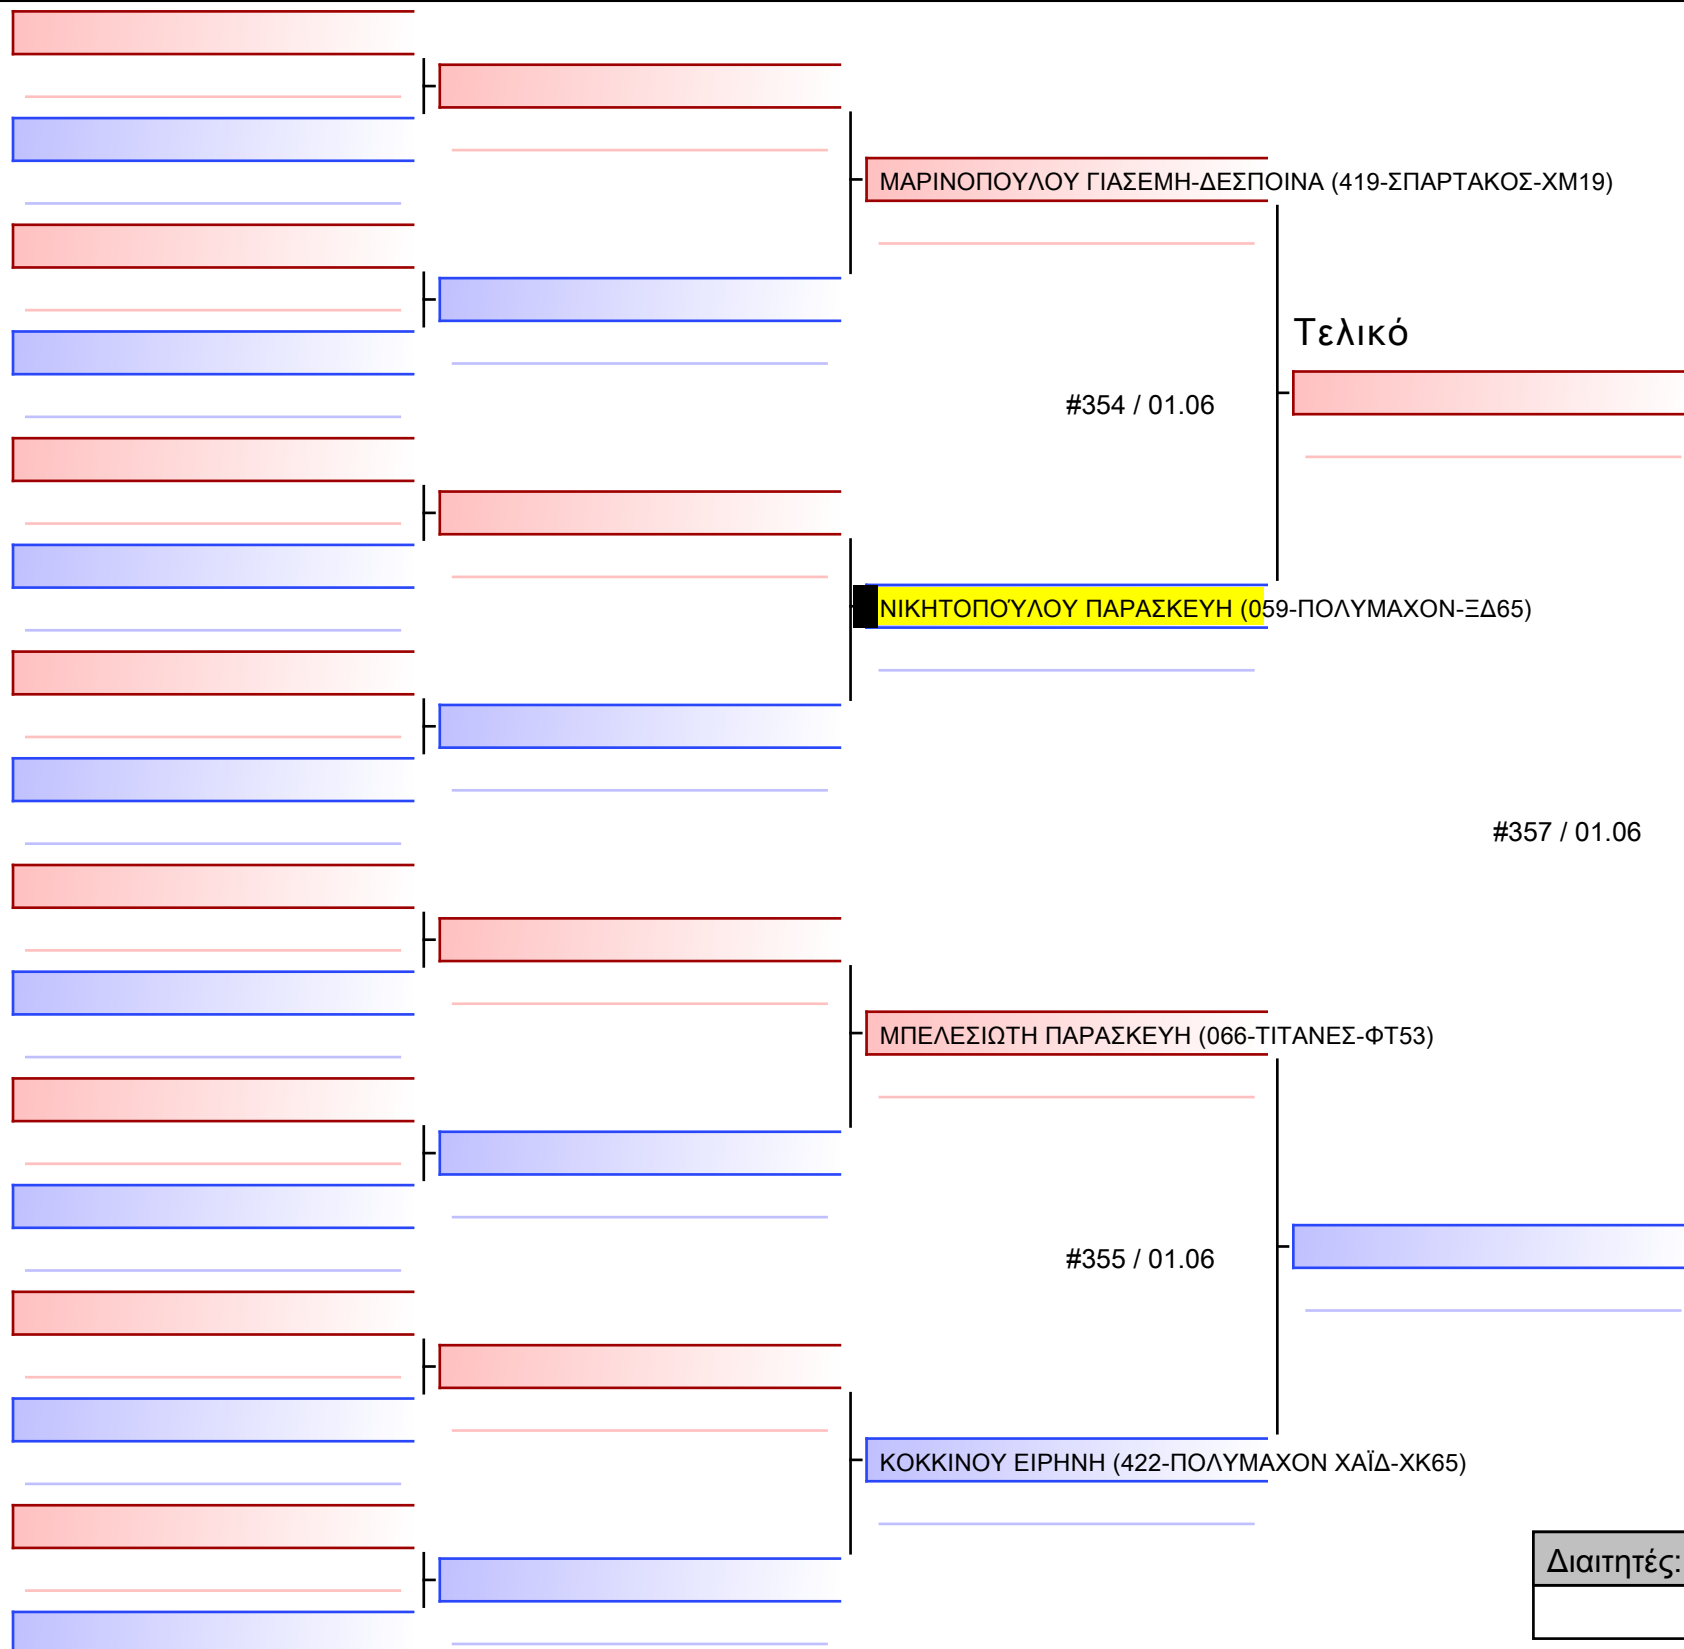 ΜΑΡΙΝΟΠΟΥΛΟΥ ΓΙΑΣΕΜΗ-ΔΕΣΠΟΙΝΑ (419-ΣΠΑΡΤΑΚΟΣ-ΧΜ19)
Τελικό
#354 / 01.06
ΝΙΚΗΤΟΠΟΎΛΟΥ ΠΑΡΑΣΚΕΥΗ (059-ΠΟΛΥΜΑΧΟΝ-ΞΔ65)
#357 / 01.06
ΜΠΕΛΕΣΙΩΤΗ ΠΑΡΑΣΚΕΥΗ (066-ΤΙΤΑΝΕΣ-ΦΤ53)
#355 / 01.06
ΚΟΚΚΙΝΟΥ ΕΙΡΗΝΗ (422-ΠΟΛΥΜΑΧΟΝ ΧΑΪΔ-ΧΚ65)
Διαιτητές: